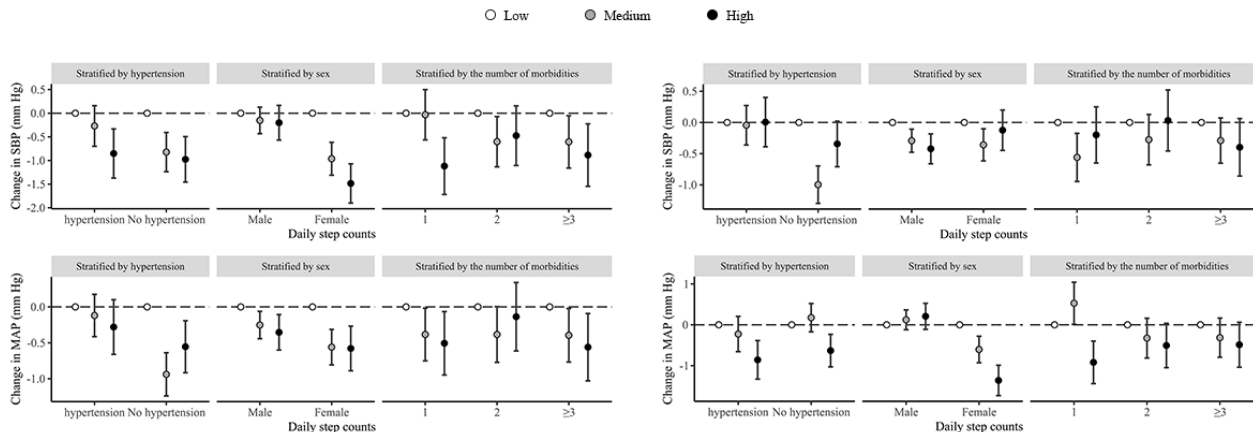 Low Medium High
Stratified by hypertension Stratified by sex Stratified by the number of morbidities
Change in SBP (mm Hg)
0.5
0.0
-0.5
-1.0
-1.5
-2.0
hypertension No hypertension Male Female 1 2 ≥3
Daily step counts
Stratified by hypertension Stratified by sex Stratified by the number of morbidities
Change in SBP (mm Hg)
0.5
0.0
-0.5
-1.0
hypertension No hypertension Male Female 1 2 ≥3
Daily step counts
Stratified by hypertension Stratified by sex Stratified by the number of morbidities
Change in MAP (mm Hg)
0.0
-0.5
-1.0
hypertension No hypertension Male Female 1 2 ≥3
Daily step counts
Stratified by hypertension Stratified by sex Stratified by the number of morbidities
Change in MAP (mm Hg)
1
0
-1
hypertension No hypertension Male Female 1 2 ≥3
Daily step counts